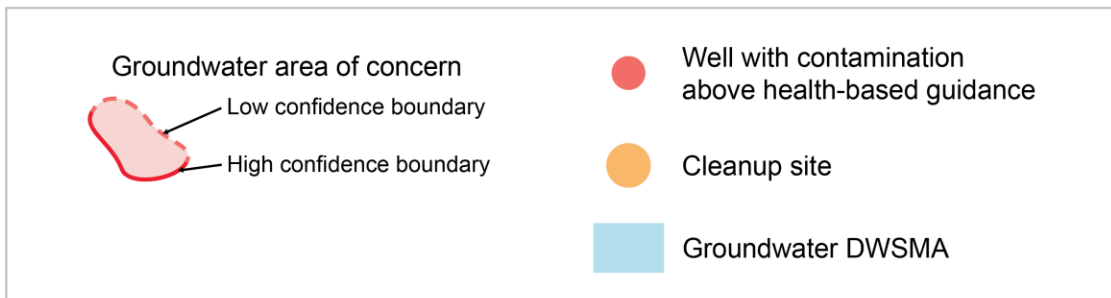 Groundwater area of concern
Low confidence boundary
High confidence boundary
Well with contamination
above health-based guidance
Cleanup site
Groundwater DWSMA